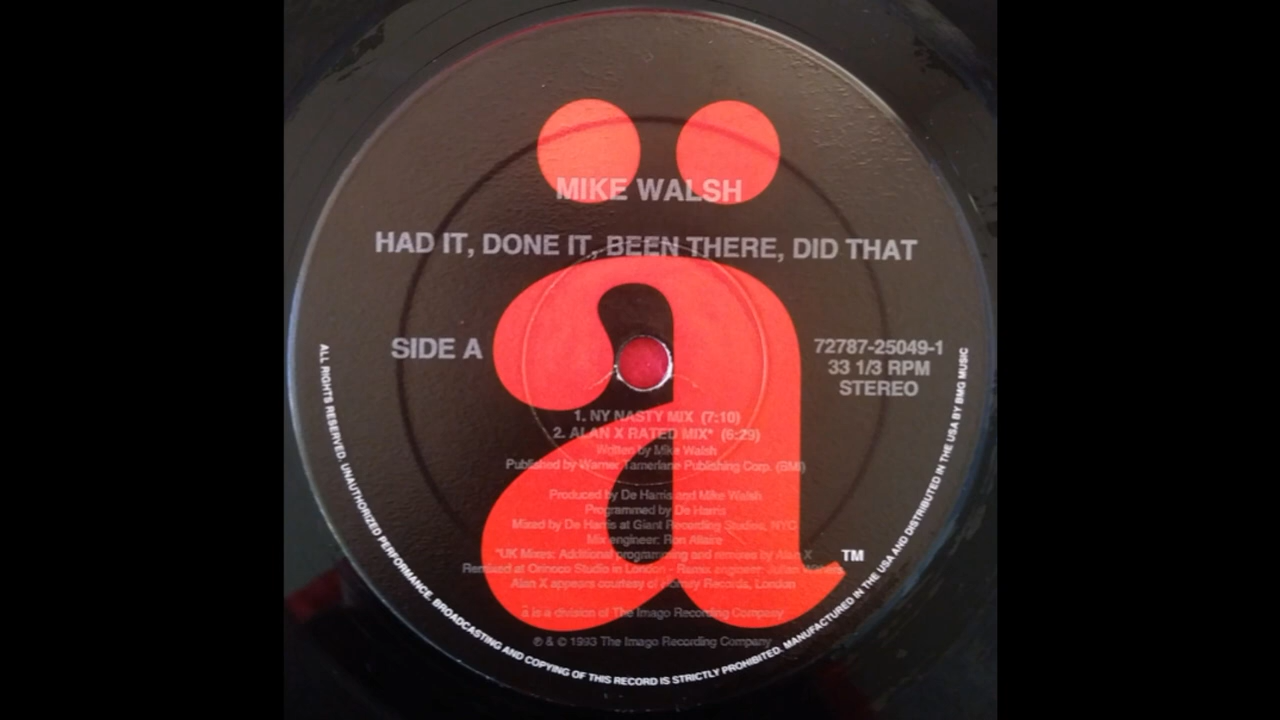 ä
MIKE WALSH
HAD IT, DONE IT, BEEN THERE, DID THAT
SIDE A
72787-25049-1
33 1/3 RPM
STEREO
1. NY NASTY MIX (7:10)
2. ALAN X RATED MIX* (6:29)
Written by Mike Walsh
Published by Warner Tamerlane Publishing Corp. (BMI)
Produced by De Harris and Mike Walsh
Programmed by De Harris
Mixed by De Harris at Giant Recording Studios, NYC
Mix engineer: Ron Allaire
*UK Mixes: Additional programming and remixes by Alan X
Remixed at Orinoco Studio in London - Remix engineer: Julian
Alan X appears courtesy of Records, London
ä is a division of The Imago Recording Company
℗ & © 1993 The Imago Recording Company
TM
ALL RIGHTS RESERVED. UNAUTHORIZED PERFORMANCE, BROADCASTING AND COPYING OF THIS RECORD IS STRICTLY PROHIBITED. MANUFACTURED IN THE USA AND DISTRIBUTED IN THE USA BY BMG MUSIC